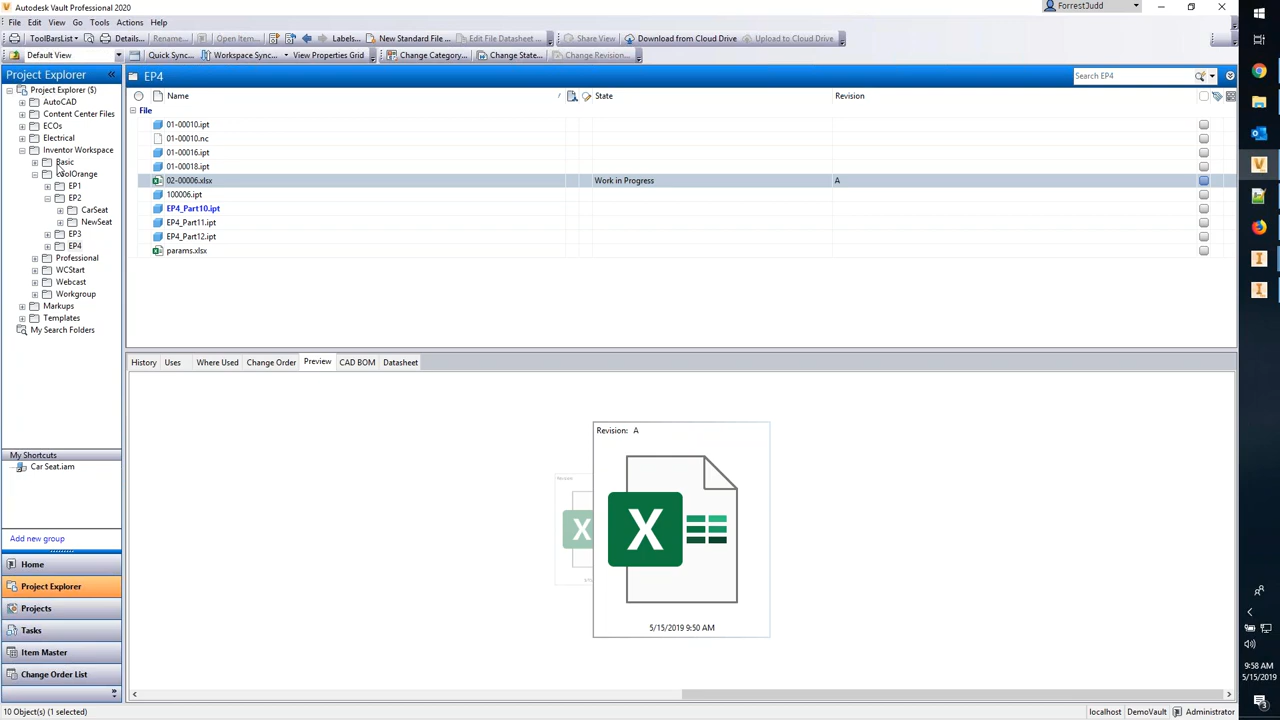 Autodesk Vault Professional 2020
ForrestJudd
File Edit View Go Tools Actions Help
ToolBarsList Details... Rename... Open Item... Labels... New Standard File ... Edit File Datasheet ... Share View Download from Cloud Drive Upload to Cloud Drive
Default View Quick Sync... Workspace Sync... View Properties Grid Change Category... Change State... Change Revision...
Project Explorer
EP4
Search EP4
Project Explorer ($)
AutoCAD
Content Center Files
ECOs
Electrical
Inventor Workspace
Basic
coolOrange
EP1
EP2
CarSeat
NewSeat
EP3
EP4
Professional
WCStart
Webcast
Workgroup
Markups
Templates
My Search Folders
Name State Revision
File
01-00010.ipt
01-00010.nc
01-00016.ipt
01-00018.ipt
02-00006.xlsx Work in Progress A
100006.ipt
EP4_Part10.ipt
EP4_Part11.ipt
EP4_Part12.ipt
params.xlsx
My Shortcuts
Car Seat.iam
Add new group
Home
Project Explorer
Projects
Tasks
Item Master
Change Order List
History Uses Where Used Change Order Preview CAD BOM Datasheet
Revision: A
X
X
5/15/2019 9:50 AM
10 Object(s) (1 selected)
localhost DemoVault Administrator
9:58 AM
5/15/2019
3